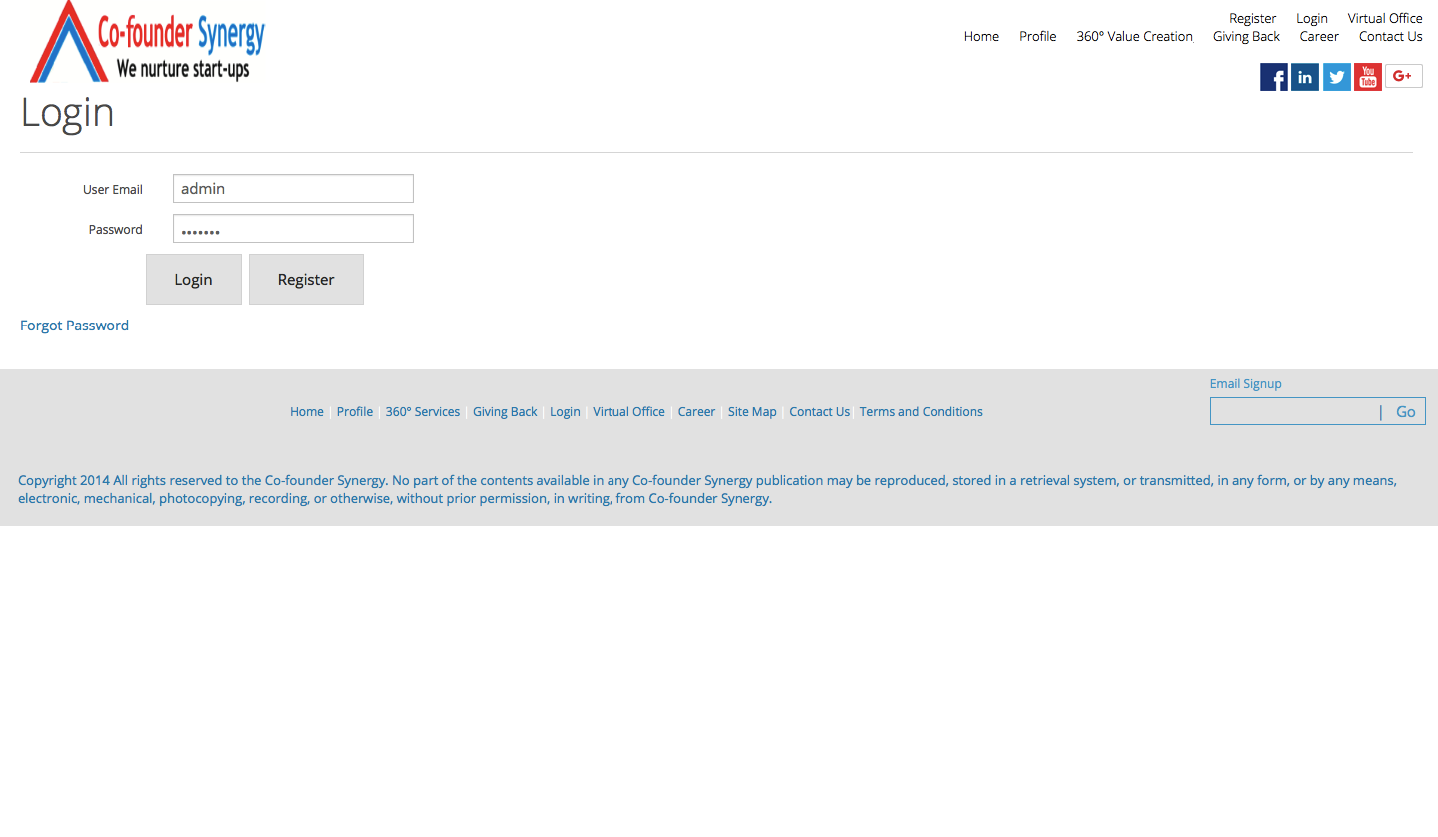 Co-founder Synergy
We nurture start-ups
Register Login Virtual Office
Home Profile 360° Value Creation Giving Back Career Contact Us
f in You Tube G+
Login
User Email admin
Password •••••••
Login Register
Forgot Password
Email Signup
Home | Profile | 360° Services | Giving Back | Login | Virtual Office | Career | Site Map | Contact Us | Terms and Conditions
| Go
Copyright 2014 All rights reserved to the Co-founder Synergy. No part of the contents available in any Co-founder Synergy publication may be reproduced, stored in a retrieval system, or transmitted, in any form, or by any means,
electronic, mechanical, photocopying, recording, or otherwise, without prior permission, in writing, from Co-founder Synergy.